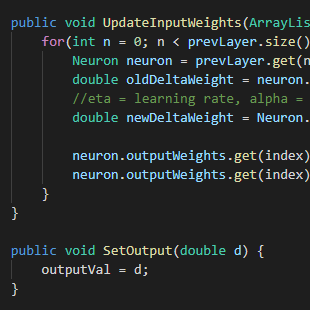 public void UpdateInputWeights(ArrayLis
for(int n = 0; n < prevLayer.size()
Neuron neuron = prevLayer.get(n
double oldDeltaWeight = neuron.
//eta = learning rate, alpha =
double newDeltaWeight = Neuron.
neuron.outputWeights.get(index)
neuron.outputWeights.get(index)
}
}
public void SetOutput(double d) {
outputVal = d;
}